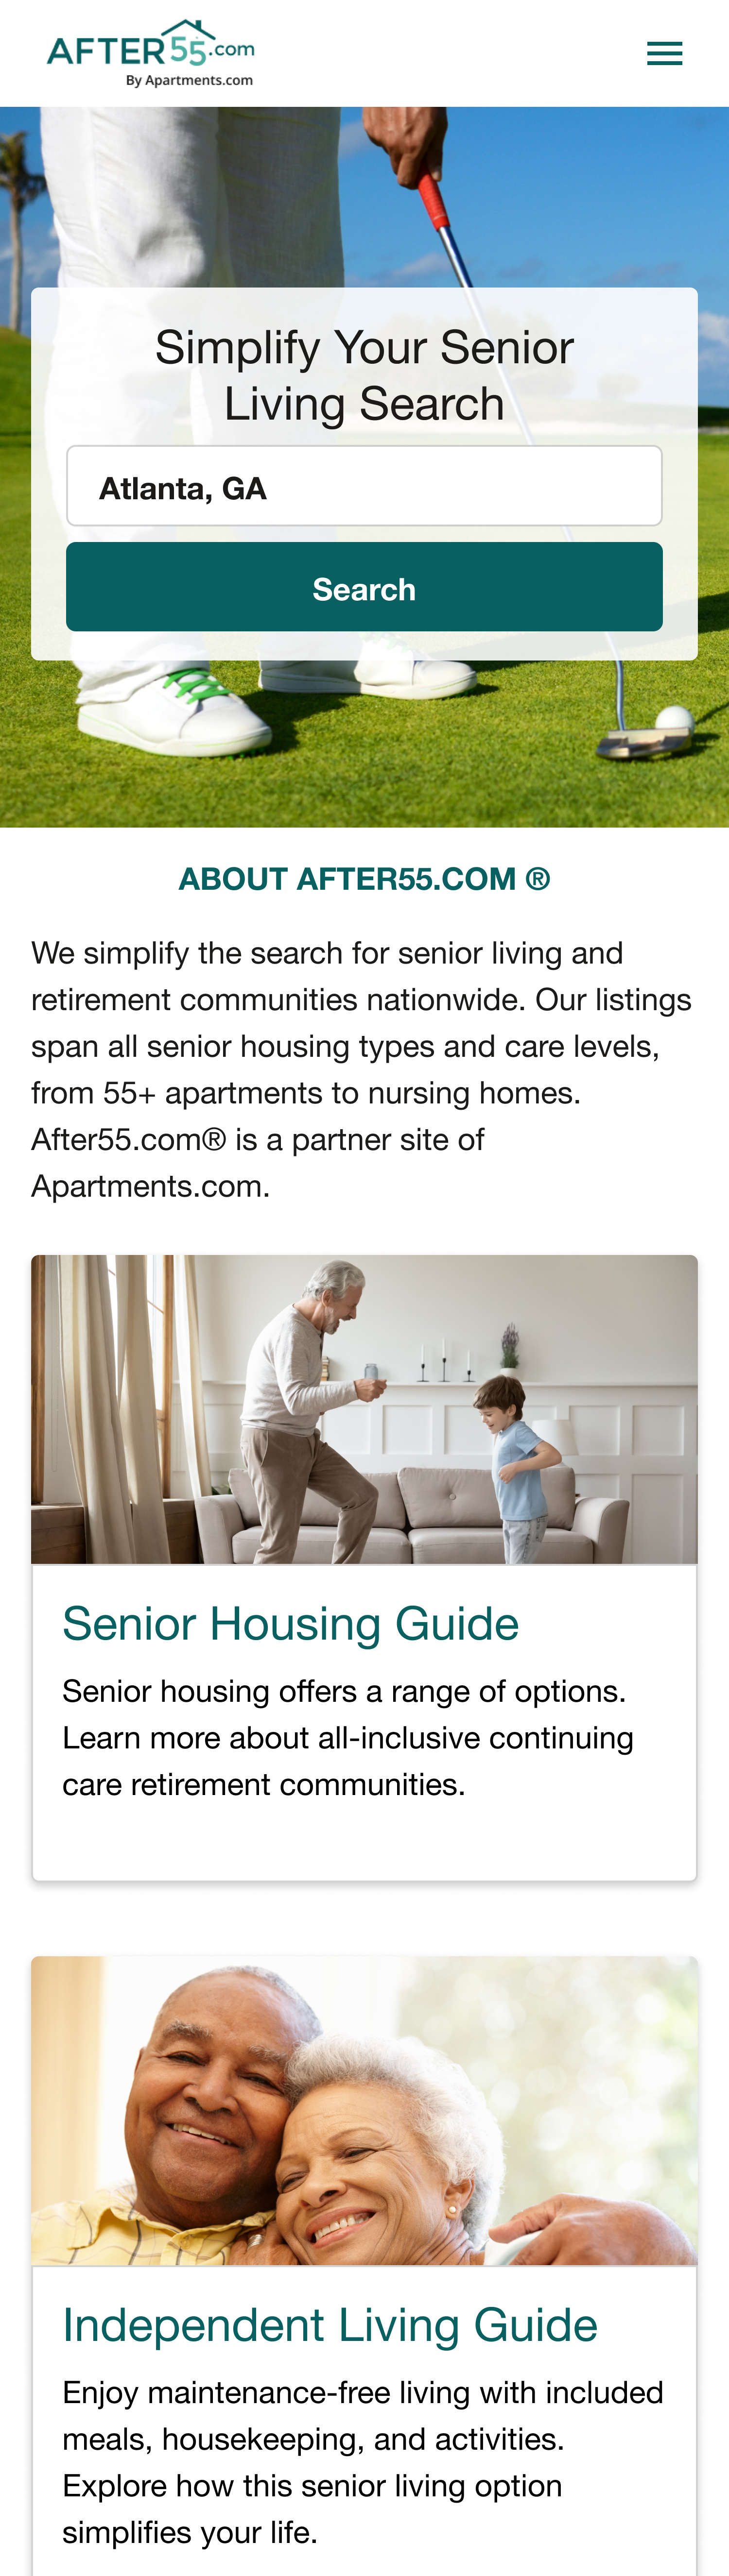 AFTER55.com
By Apartments.com
Simplify Your Senior
Living Search
Atlanta, GA
Search
ABOUT AFTER55.COM ®
We simplify the search for senior living and
retirement communities nationwide. Our listings
span all senior housing types and care levels,
from 55+ apartments to nursing homes.
After55.com® is a partner site of
Apartments.com.
Senior Housing Guide
Senior housing offers a range of options.
Learn more about all-inclusive continuing
care retirement communities.
Independent Living Guide
Enjoy maintenance-free living with included
meals, housekeeping, and activities.
Explore how this senior living option
simplifies your life.